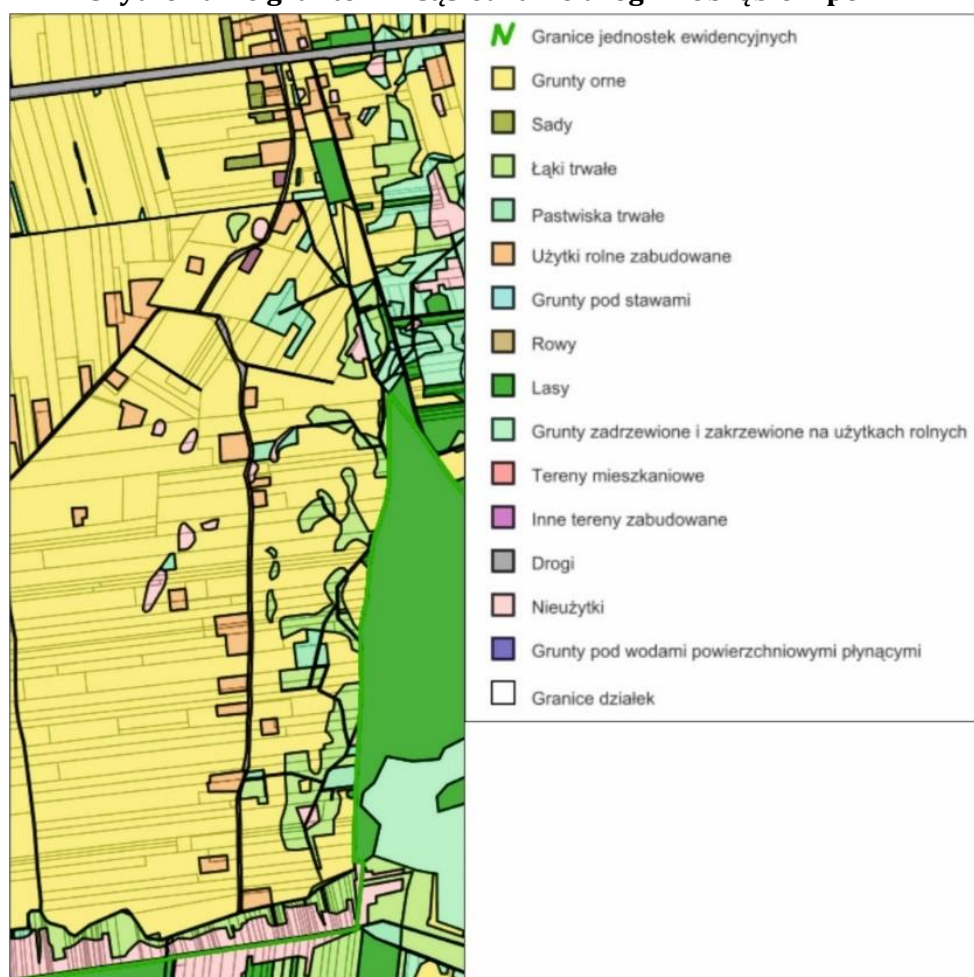 Granice jednostek ewidencyjnych
Grunty orne
Sady
Łąki trwałe
Pastwiska trwałe
Użytki rolne zabudowane
Grunty pod stawami
Rowy
Lasy
Grunty zadrzewione i zakrzewione na użytkach rolnych
Tereny mieszkaniowe
Inne tereny zabudowane
Drogi
Nieużytki
Grunty pod wodami powierzchniowymi płynącymi
Granice działek